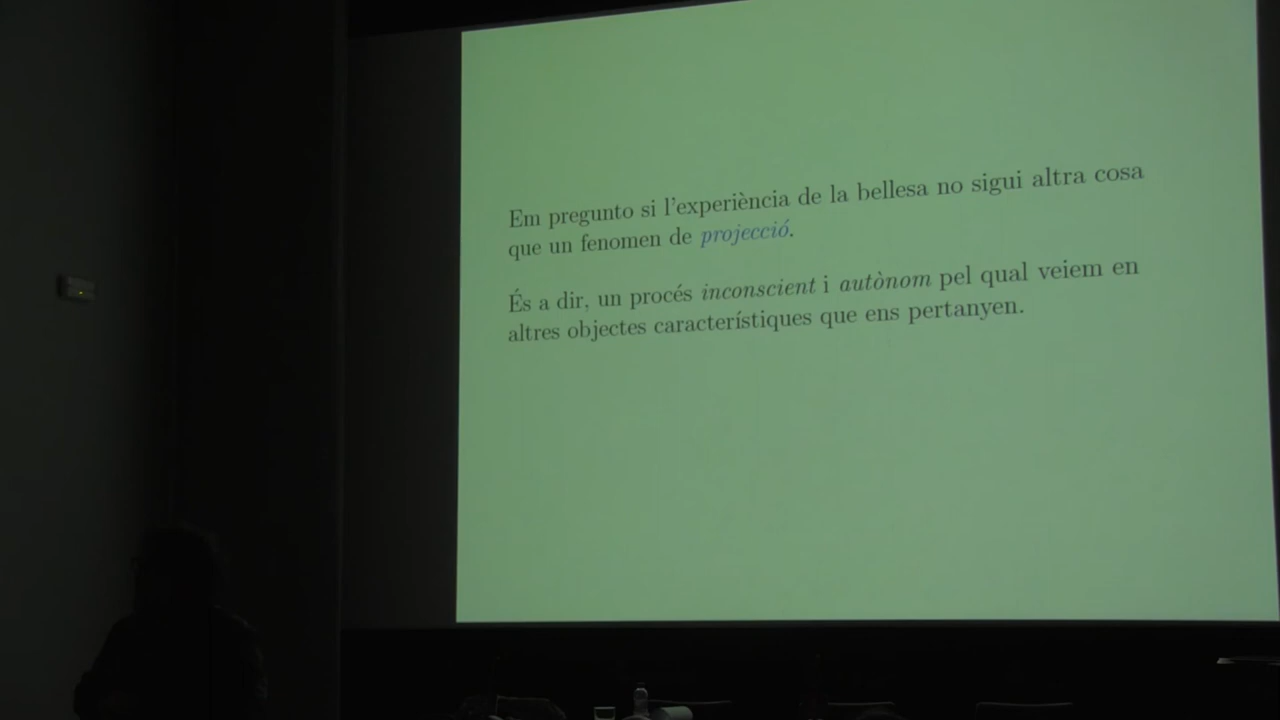 Em pregunto si l'experiència de la bellesa no sigui altra cosa
que un fenomen de projecció.
És a dir, un procés inconscient i autònom pel qual veiem en
altres objectes característiques que ens pertanyen.